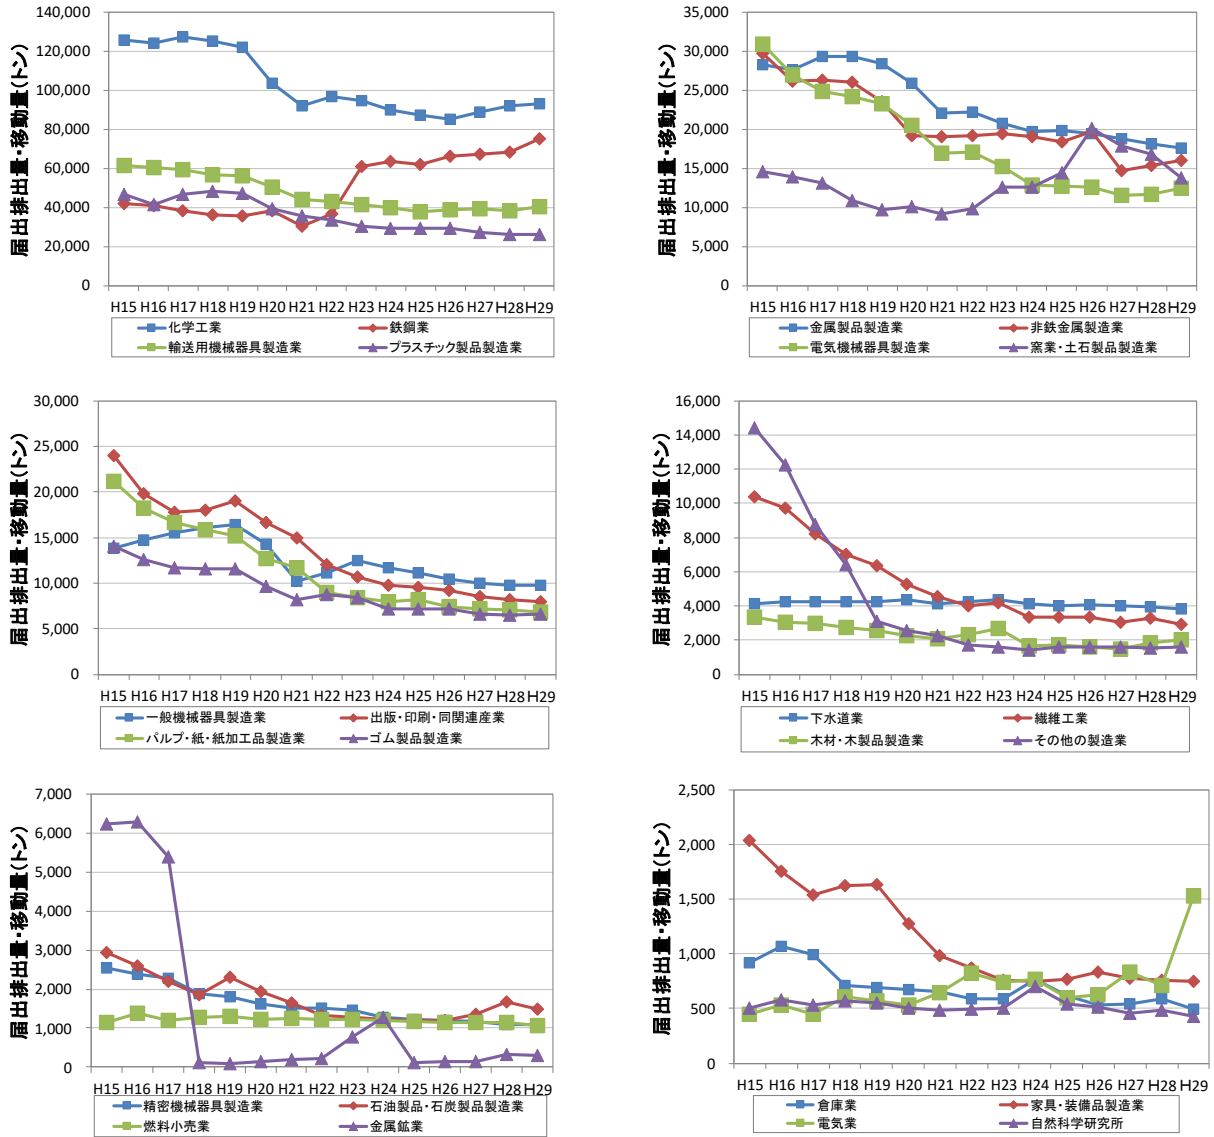 届出排出量・移動量(トン)
140,000
120,000
100,000
80,000
60,000
40,000
20,000
0
H15 H16 H17 H18 H19 H20 H21 H22 H23 H24 H25 H26 H27 H28 H29
化学工業 鉄鋼業
輸送用機械器具製造業 プラスチック製品製造業
届出排出量・移動量(トン)
35,000
30,000
25,000
20,000
15,000
10,000
5,000
0
H15 H16 H17 H18 H19 H20 H21 H22 H23 H24 H25 H26 H27 H28 H29
金属製品製造業 非鉄金属製造業
電気機械器具製造業 窯業・土石製品製造業
届出排出量・移動量(トン)
30,000
25,000
20,000
15,000
10,000
5,000
0
H15 H16 H17 H18 H19 H20 H21 H22 H23 H24 H25 H26 H27 H28 H29
一般機械器具製造業 出版・印刷・同関連産業
パルプ・紙・紙加工品製造業 ゴム製品製造業
届出排出量・移動量(トン)
16,000
14,000
12,000
10,000
8,000
6,000
4,000
2,000
0
H15 H16 H17 H18 H19 H20 H21 H22 H23 H24 H25 H26 H27 H28 H29
下水道業 繊維工業
木材・木製品製造業 その他の製造業
届出排出量・移動量(トン)
7,000
6,000
5,000
4,000
3,000
2,000
1,000
0
H15 H16 H17 H18 H19 H20 H21 H22 H23 H24 H25 H26 H27 H28 H29
精密機械器具製造業 石油製品・石炭製品製造業
燃料小売業 金属鉱業
届出排出量・移動量(トン)
2,500
2,000
1,500
1,000
500
0
H15 H16 H17 H18 H19 H20 H21 H22 H23 H24 H25 H26 H27 H28 H29
倉庫業 家具・装備品製造業
電気業 自然科学研究所